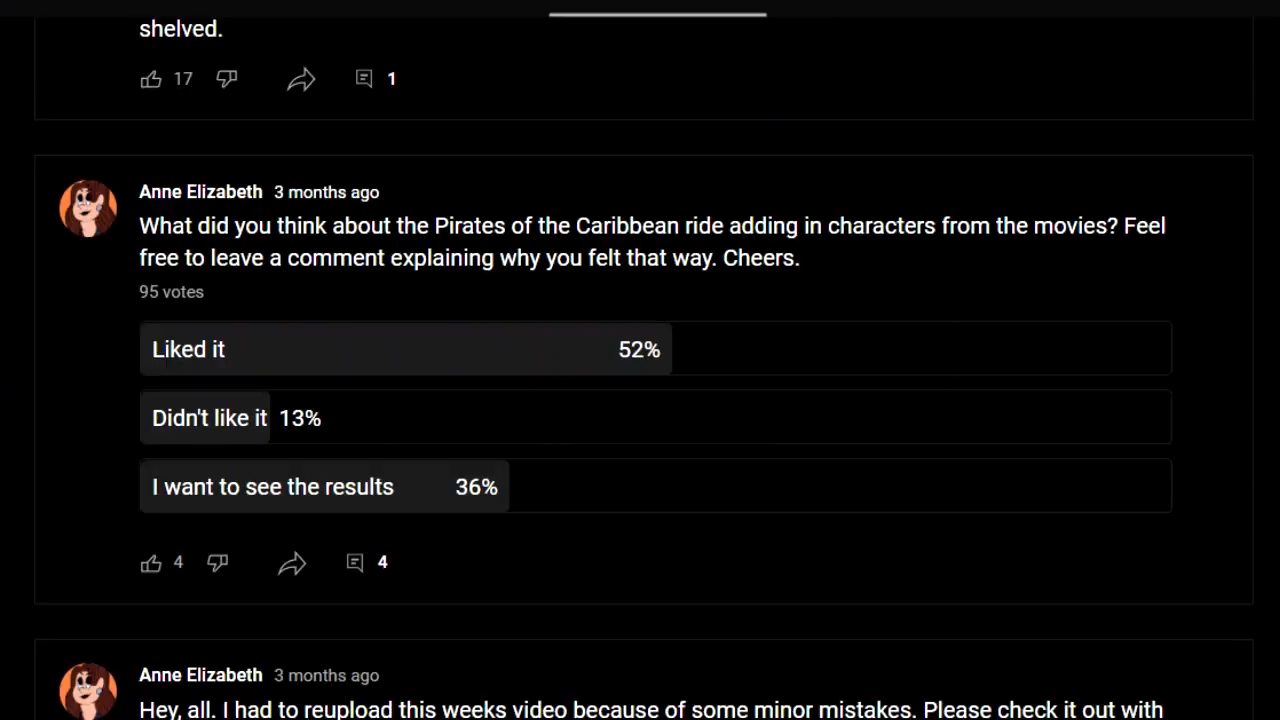 shelved.
17 1
Anne Elizabeth 3 months ago
What did you think about the Pirates of the Caribbean ride adding in characters from the movies? Feel
free to leave a comment explaining why you felt that way. Cheers.
95 votes
Liked it 52%
Didn't like it 13%
I want to see the results 36%
4 4
Anne Elizabeth 3 months ago
Hey, all. I had to reupload this weeks video because of some minor mistakes. Please check it out with